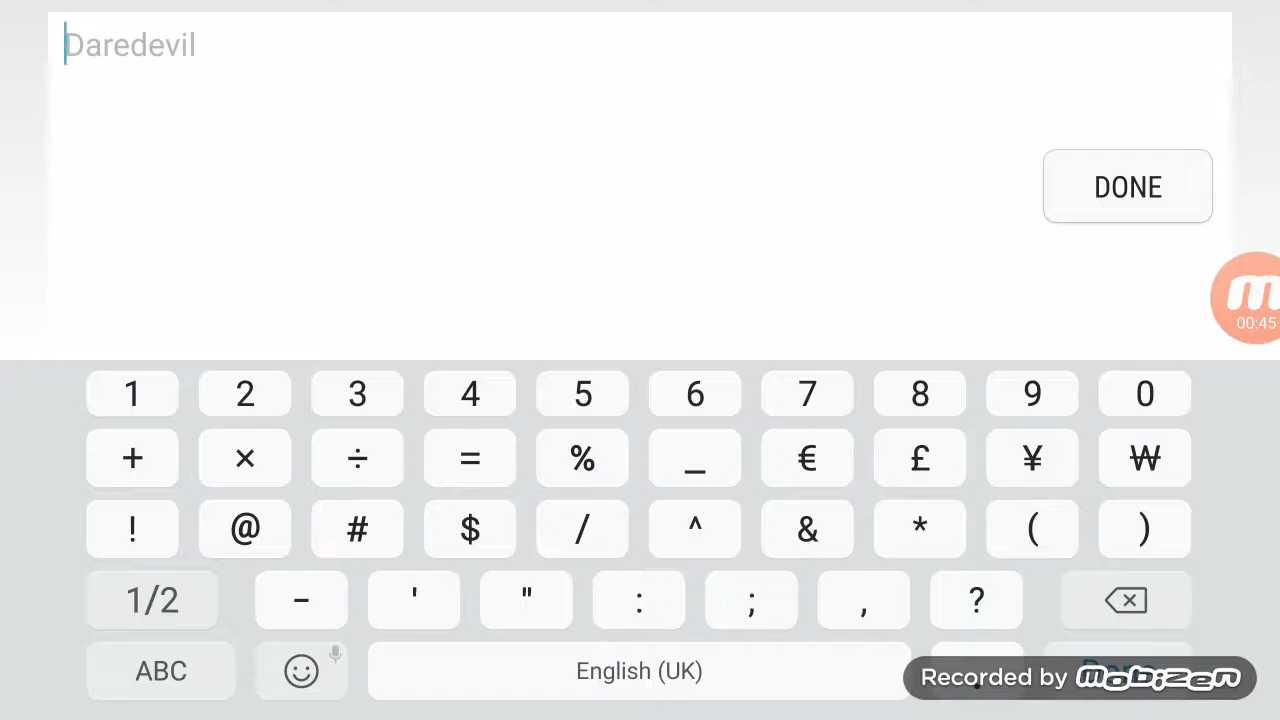 Daredevil
DONE
00:45
1 2 3 4 5 6 7 8 9 0
+ × ÷ = % _ € £ ¥ ₩
! @ # $ / ^ & * ( )
1/2 - ' " : ; , ?
ABC English (UK)
Recorded by mobizen